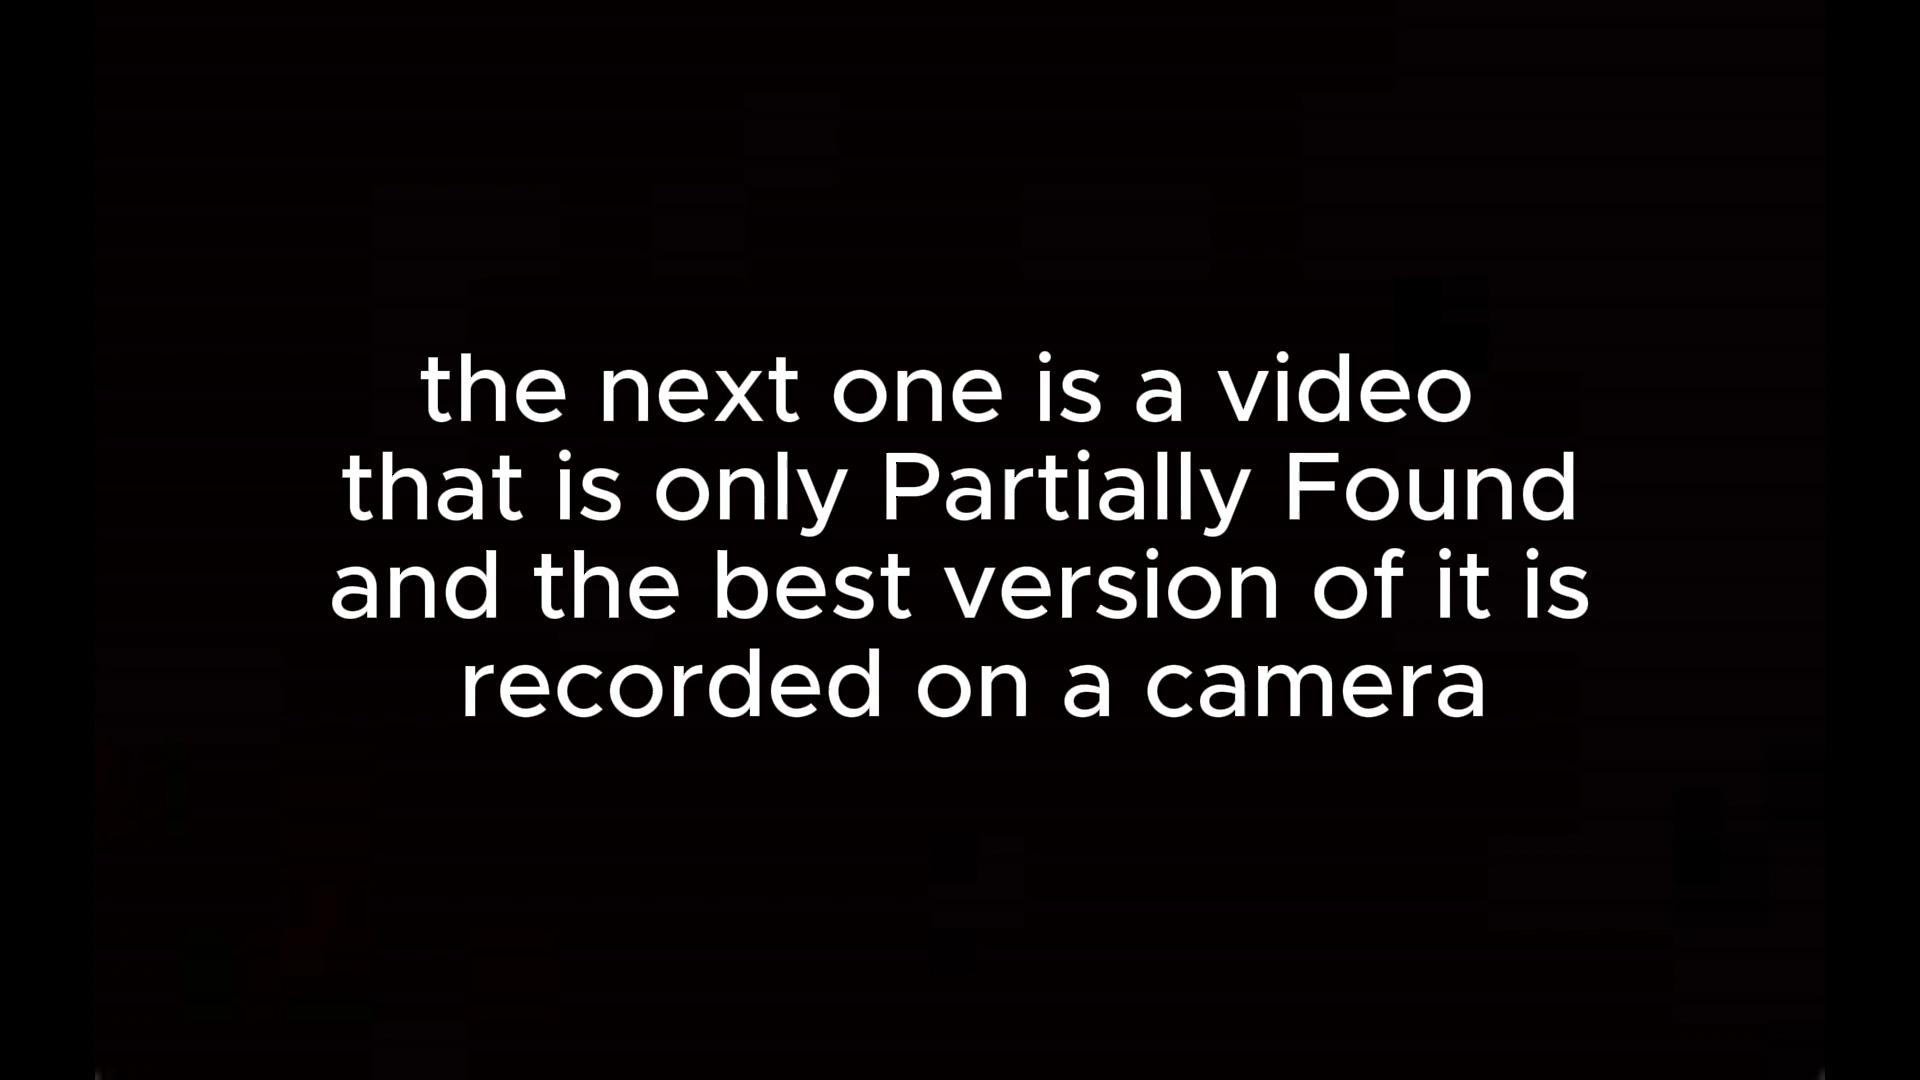 the next one is a video
that is only Partially Found
and the best version of it is
recorded on a camera